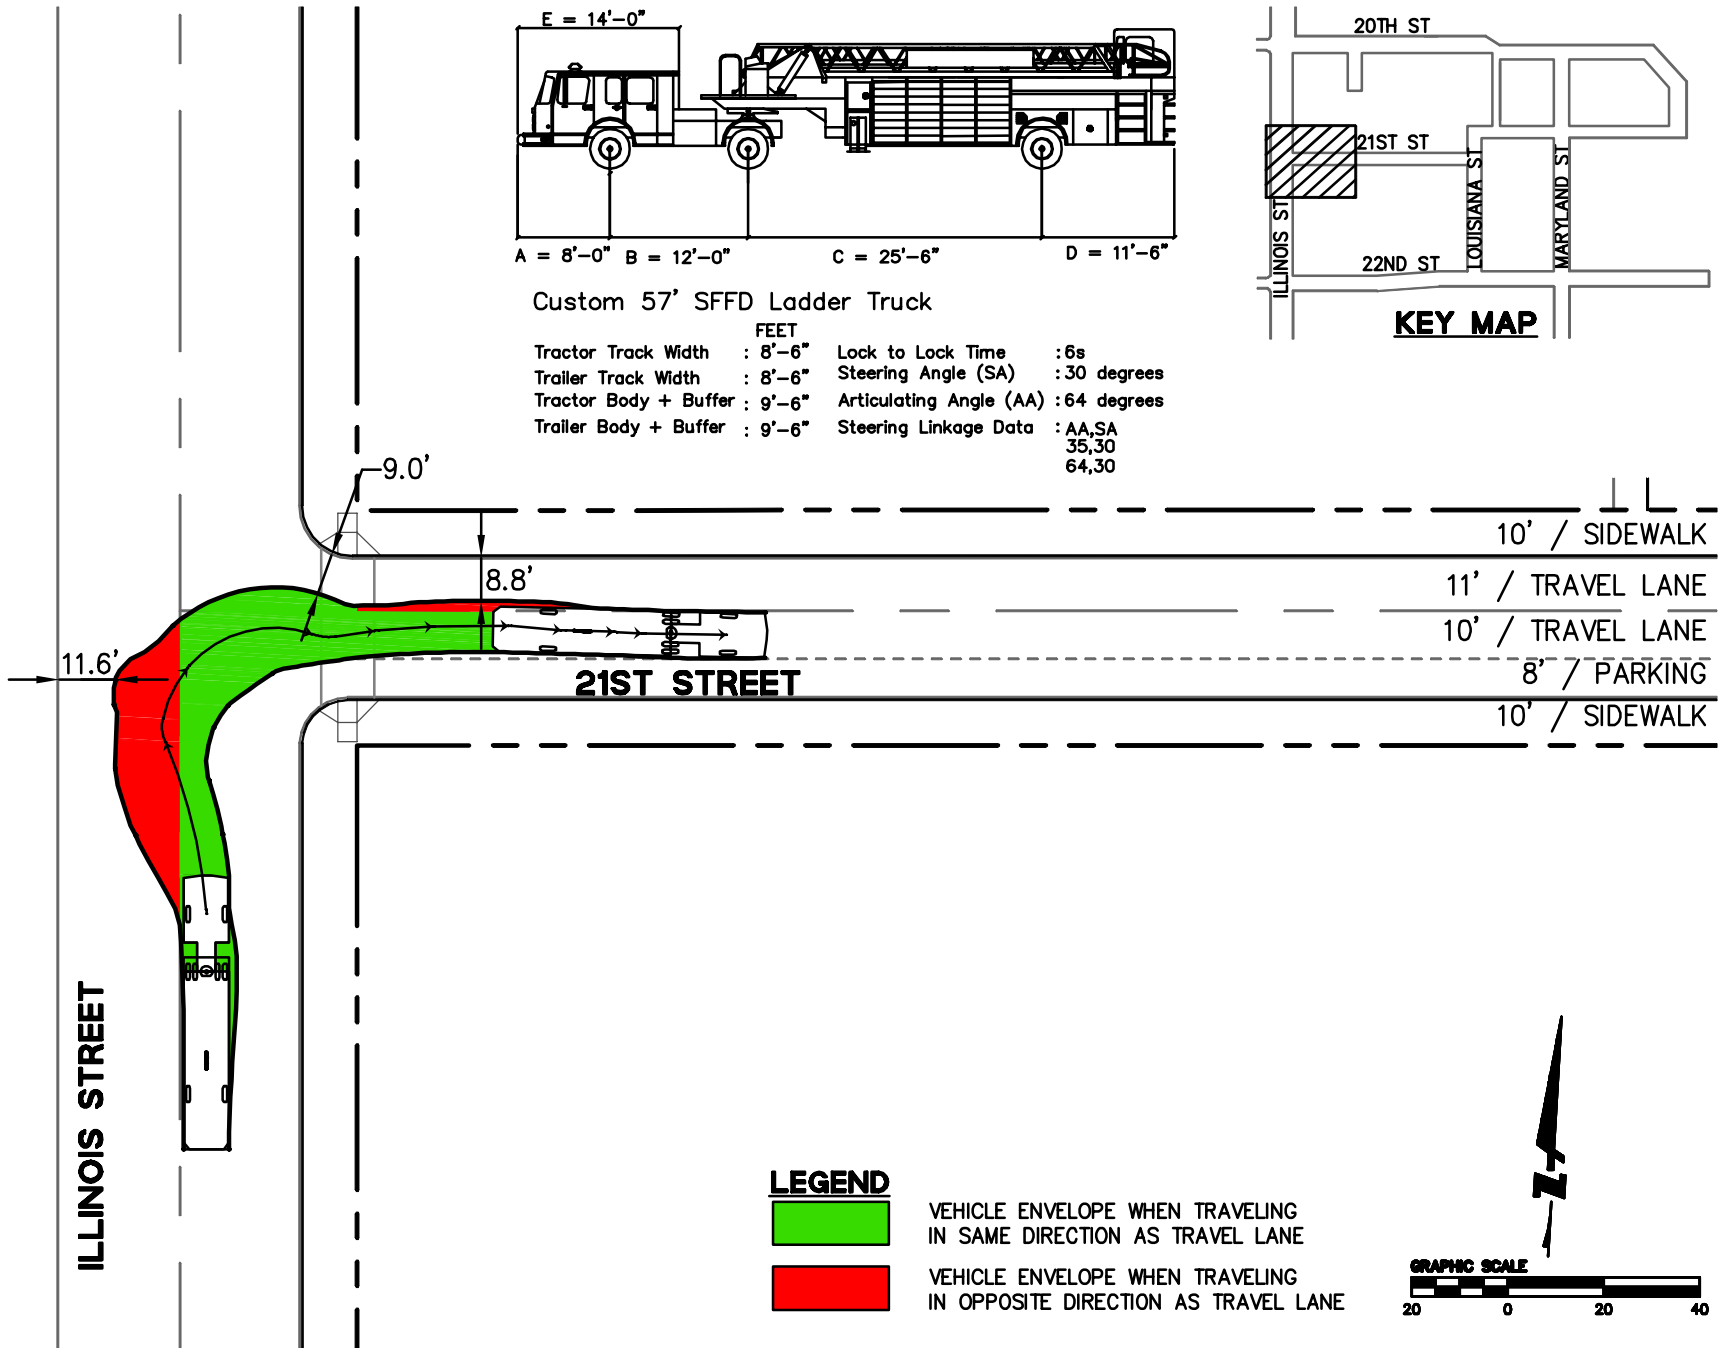 E = 14'-0"
A = 8'-0"
B = 12'-0"
C = 25'-6"
D = 11'-6"
Custom 57' SFFD Ladder Truck
FEET
Tractor Track Width : 8'-6"
Trailer Track Width : 8'-6"
Tractor Body + Buffer : 9'-6"
Trailer Body + Buffer : 9'-6"
Lock to Lock Time : 6s
Steering Angle (SA) : 30 degrees
Articulating Angle (AA) : 64 degrees
Steering Linkage Data : AA,SA
35,30
64,30
20TH ST
21ST ST
22ND ST
ILLINOIS ST
LOUISIANA ST
MARYLAND ST
KEY MAP
9.0'
8.8'
11.6'
10' / SIDEWALK
11' / TRAVEL LANE
10' / TRAVEL LANE
8' / PARKING
10' / SIDEWALK
21ST STREET
ILLINOIS STREET
LEGEND
VEHICLE ENVELOPE WHEN TRAVELING
IN SAME DIRECTION AS TRAVEL LANE
VEHICLE ENVELOPE WHEN TRAVELING
IN OPPOSITE DIRECTION AS TRAVEL LANE
N
GRAPHIC SCALE
20 0 20 40